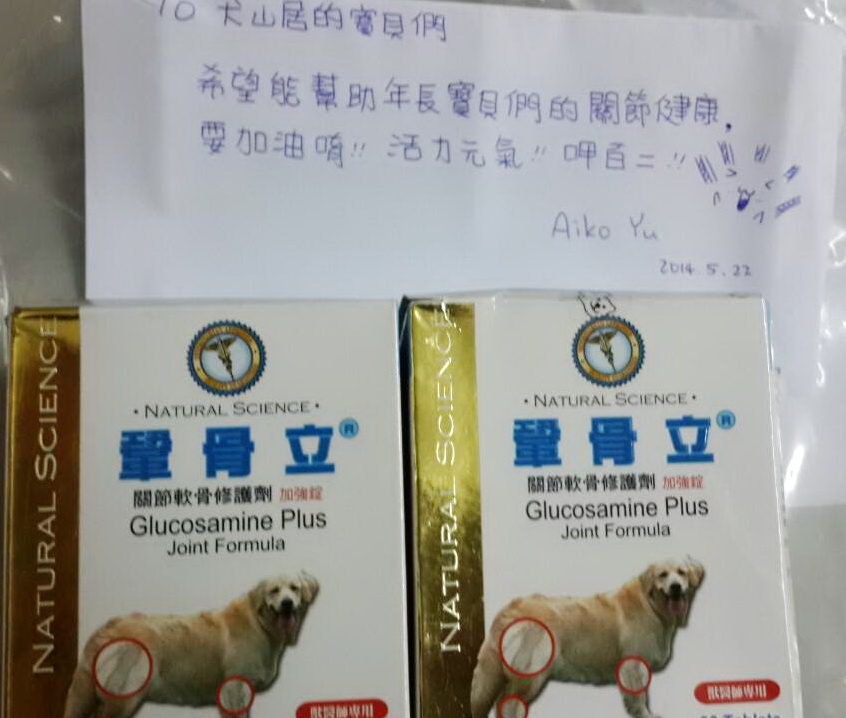 TO 犬山居的寶貝們
希望能幫助年長寶貝們的關節健康,
要加油唷!! 活力元氣!! 呷百二!!
Aiko Yu
2014.5.22
NATURAL SCIENCE
• NATURAL SCIENCE •
鞏骨立®
關節軟骨修護劑 加強錠
Glucosamine Plus
Joint Formula
獸醫師專用
NATURAL SCIENCE
• NATURAL SCIENCE •
鞏骨立®
關節軟骨修護劑 加強錠
Glucosamine Plus
Joint Formula
獸醫師專用
Tablets